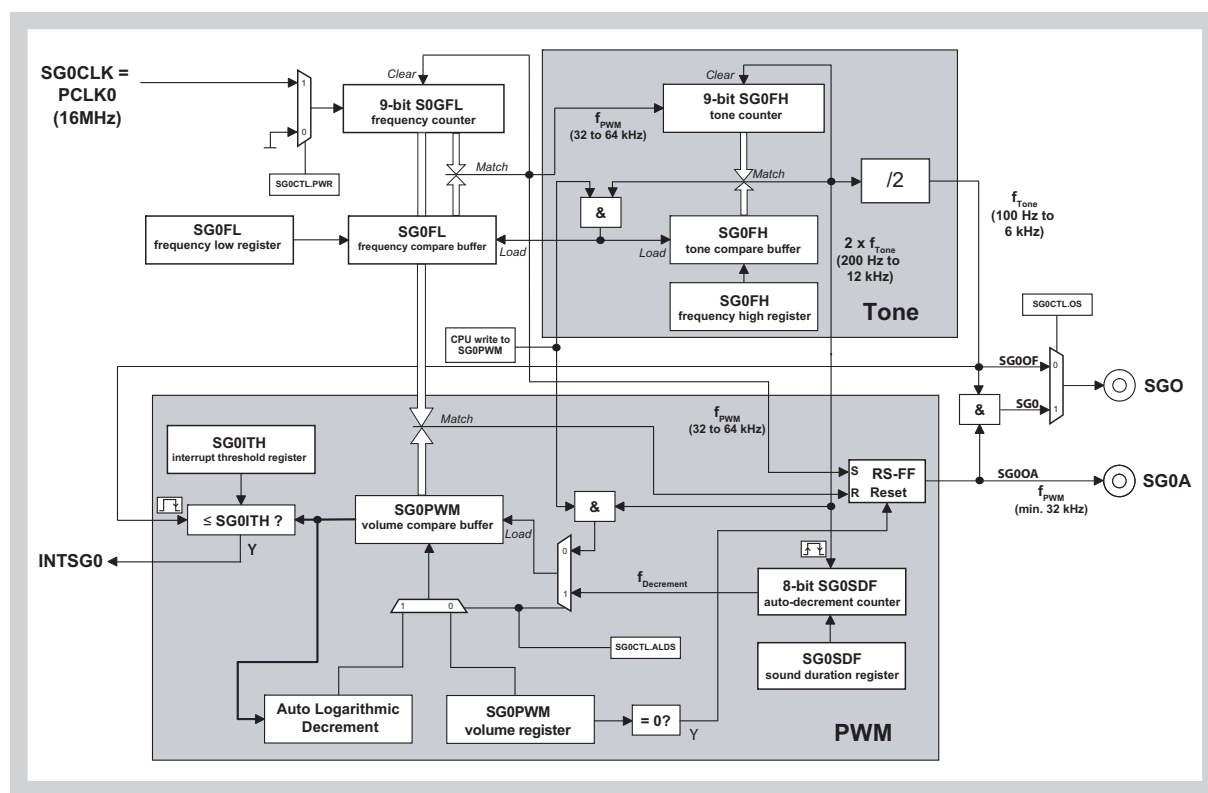 SG0CLK =
PCLK0
(16MHz)
1
0
SG0CTL.PWR
Clear
9-bit S0GFL
frequency counter
Match
SG0FL
frequency low register
SG0FL
frequency compare buffer
Load
fPWM
(32 to 64 kHz)
Clear
9-bit SG0FH
tone counter
Match
&
SG0FH
tone compare buffer
Load
SG0FH
frequency high register
/2
2 x fTone
(200 Hz to
12 kHz)
Tone
fTone
(100 Hz to
6 kHz)
SG0CTL.OS
CPU write to
SG0PWM
SG0OF
0
SG0
1
&
SGO
SG0OA
fPWM
(min. 32 kHz)
SG0A
Match
fPWM
(32 to 64 kHz)
SG0ITH
interrupt threshold register
≤ SG0ITH ?
Y
INTSG0
SG0PWM
volume compare buffer
Load
&
0
1
S
R
RS-FF
Reset
fDecrement
8-bit SG0SDF
auto-decrement counter
1
0
SG0CTL.ALDS
SG0SDF
sound duration register
Auto Logarithmic
Decrement
SG0PWM
volume register
= 0?
Y
PWM